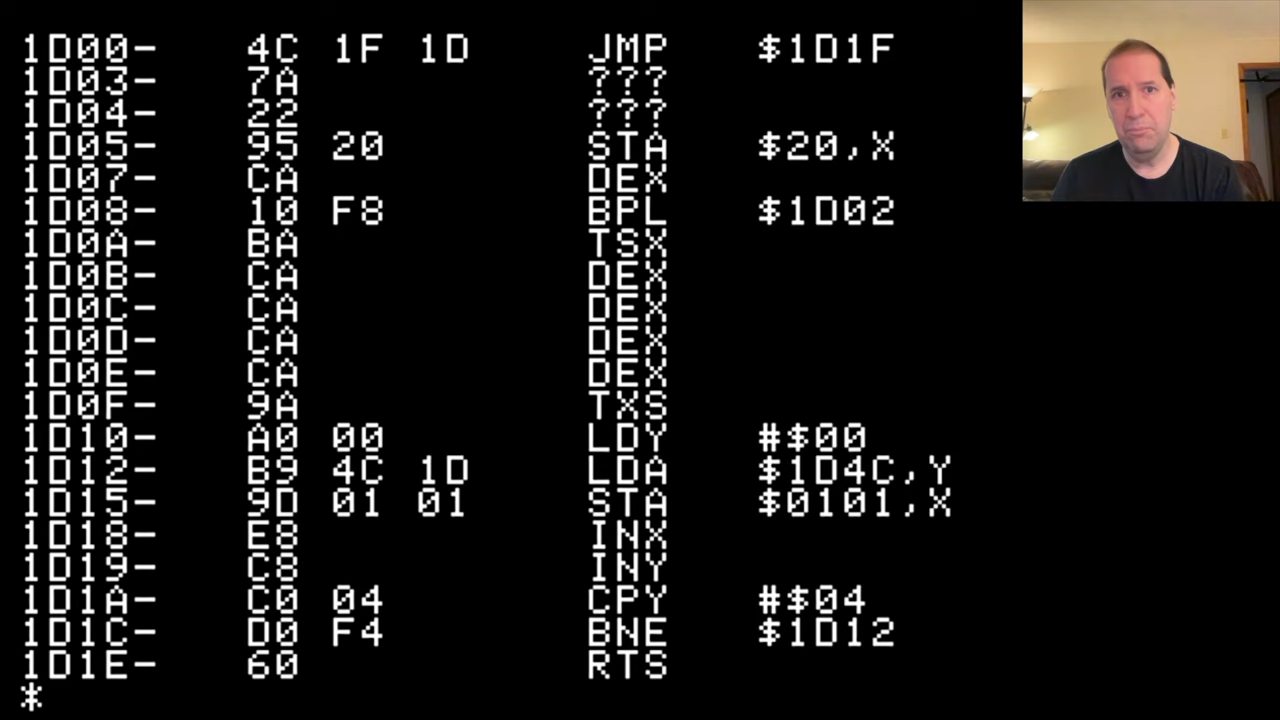 1D00- 4C 1F 1D JMP $1D1F
1D03- 7A ???
1D04- 22 ???
1D05- 95 20 STA $20,X
1D07- CA DEX
1D08- 10 F8 BPL $1D02
1D0A- BA TSX
1D0B- CA DEX
1D0C- CA DEX
1D0D- CA DEX
1D0E- CA DEX
1D0F- 9A TXS
1D10- A0 00 LDY #$00
1D12- B9 4C 1D LDA $1D4C,Y
1D15- 9D 01 01 STA $0101,X
1D18- E8 INX
1D19- C8 INY
1D1A- C0 04 CPY #$04
1D1C- D0 F4 BNE $1D12
1D1E- 60 RTS
*